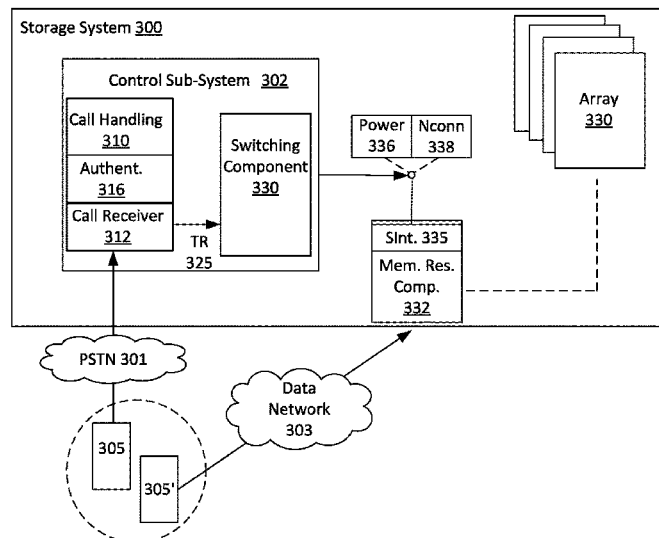 Storage System 300
Control Sub-System 302
Call Handling
310
Authent.
316
Call Receiver
312
TR
325
Switching
Component
330
Power
336
Nconn
338
SInt. 335
Mem. Res.
Comp.
332
Array
330
PSTN 301
Data
Network
303
305
305'